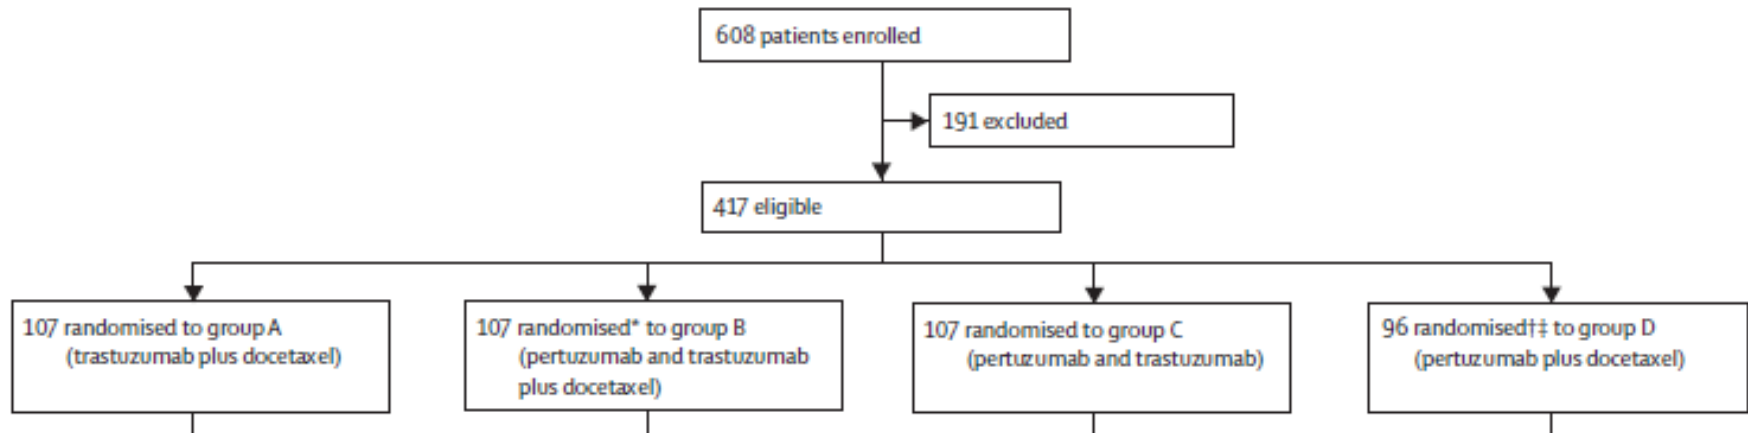 608 patients enrolled
191 excluded
417 eligible
107 randomised to group A
(trastuzumab plus docetaxel)
107 randomised* to group B
(pertuzumab and trastuzumab
plus docetaxel)
107 randomised to group C
(pertuzumab and trastuzumab)
96 randomised†‡ to group D
(pertuzumab plus docetaxel)